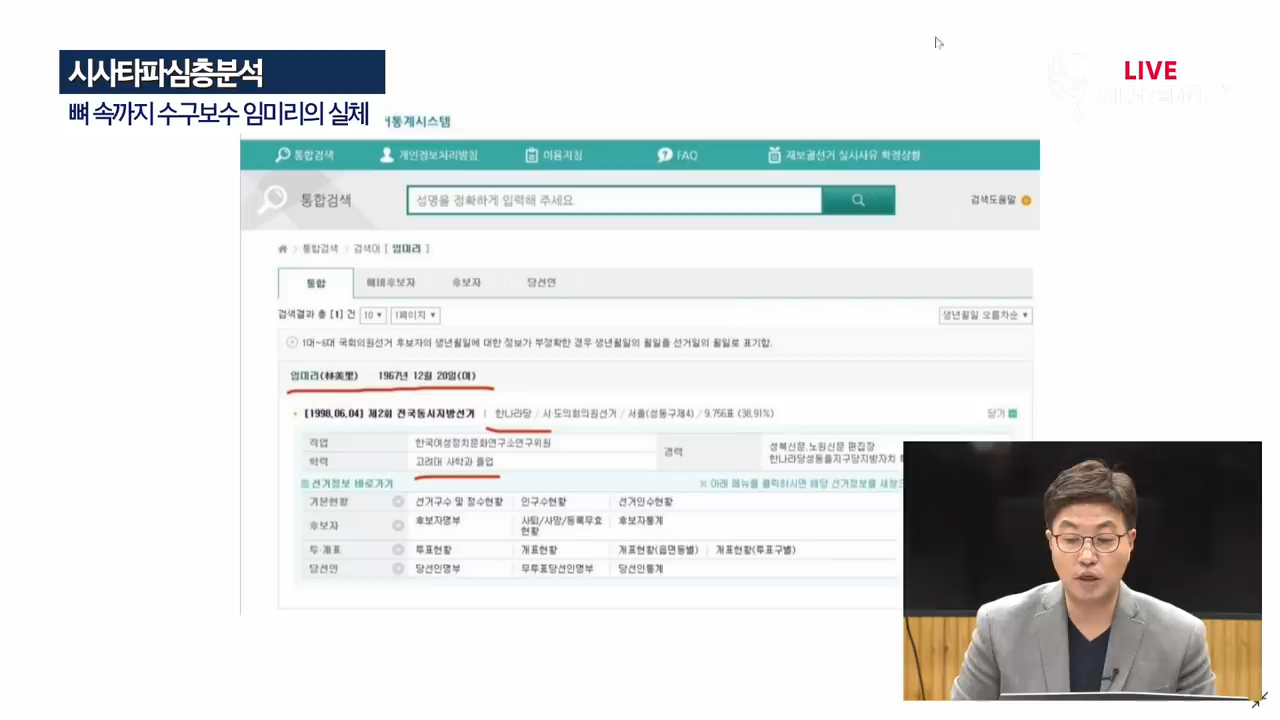 시사타파심층분석
LIVE
뼈 속까지 수구보수 임미리의 실체
통계시스템
통합검색 개인정보처리방침 이용지침 FAQ 재보궐선거 실시사유 확정상황
통합검색 성명을 정확하게 입력해 주세요 검색도움말
통합검색 > 검색어 [ 임미리 ]
통합 예비후보자 후보자 당선인
검색결과 총 [1] 건 10 1페이지 생년월일 오름차순
1대~6대 국회의원선거 후보자의 생년월일에 대한 정보가 부정확한 경우 생년월일의 월일을 선거일의 월일로 표기함.
임미리(林美里) 1967년 12월 20일(여)
[1998.06.04] 제2회 전국동시지방선거 | 한나라당 / 시·도의회의원선거 / 서울(성동구제4) / 9,756표 (38.91%) 닫기
직업 한국여성정치문화연구소연구위원 경력 성북신문.노원신문 편집장
학력 고려대 사학과 졸업 한나라당성동을지구당지방자치
선거정보 바로가기 ※ 아래 메뉴를 클릭하시면 해당 선거정보를 새창으
기본현황 선거구수 및 정수현황 인구수현황 선거인수현황
후보자 후보자명부 사퇴/사망/등록무효현황 후보자통계
투·개표 투표현황 개표현황 개표현황(읍면동별) 개표현황(투표구별)
당선인 당선인명부 무투표당선인명부 당선인통계